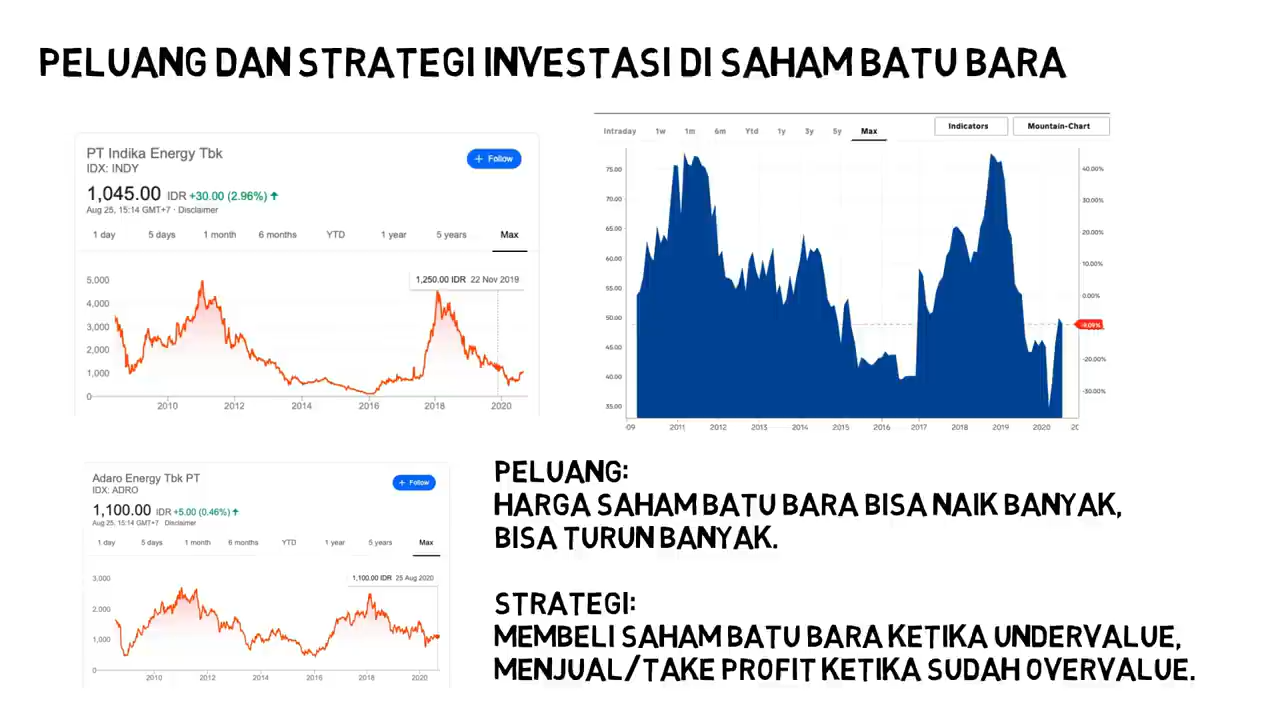 PELUANG DAN STRATEGI INVESTASI DI SAHAM BATU BARA
PT Indika Energy Tbk
IDX: INDY
+ Follow
1,045.00 IDR +30.00 (2.96%) ↑
Aug 25, 15:14 GMT+7 · Disclaimer
1 day 5 days 1 month 6 months YTD 1 year 5 years Max
1,250.00 IDR 22 Nov 2019
5,000
4,000
3,000
2,000
1,000
0
2010 2012 2014 2016 2018 2020
Intraday 1w 1m 6m Ytd 1y 3y 5y Max
Indicators Mountain-Chart
75.00
70.00
65.00
60.00
55.00
50.00
45.00
40.00
35.00
40.00%
30.00%
20.00%
10.00%
0.00%
-20.00%
-30.00%
09 2011 2012 2013 2014 2015 2016 2017 2018 2019 2020
Adaro Energy Tbk PT
IDX: ADRO
+ Follow
1,100.00 IDR +5.00 (0.46%) ↑
Aug 25, 15:14 GMT+7 Disclaimer
1 day 5 days 1 month 6 months YTD 1 year 5 years Max
1,100.00 IDR 25 Aug 2020
3,000
2,000
1,000
0
2010 2012 2014 2016 2018 2020
PELUANG:
HARGA SAHAM BATU BARA BISA NAIK BANYAK,
BISA TURUN BANYAK.
STRATEGI:
MEMBELI SAHAM BATU BARA KETIKA UNDERVALUE,
MENJUAL/TAKE PROFIT KETIKA SUDAH OVERVALUE.